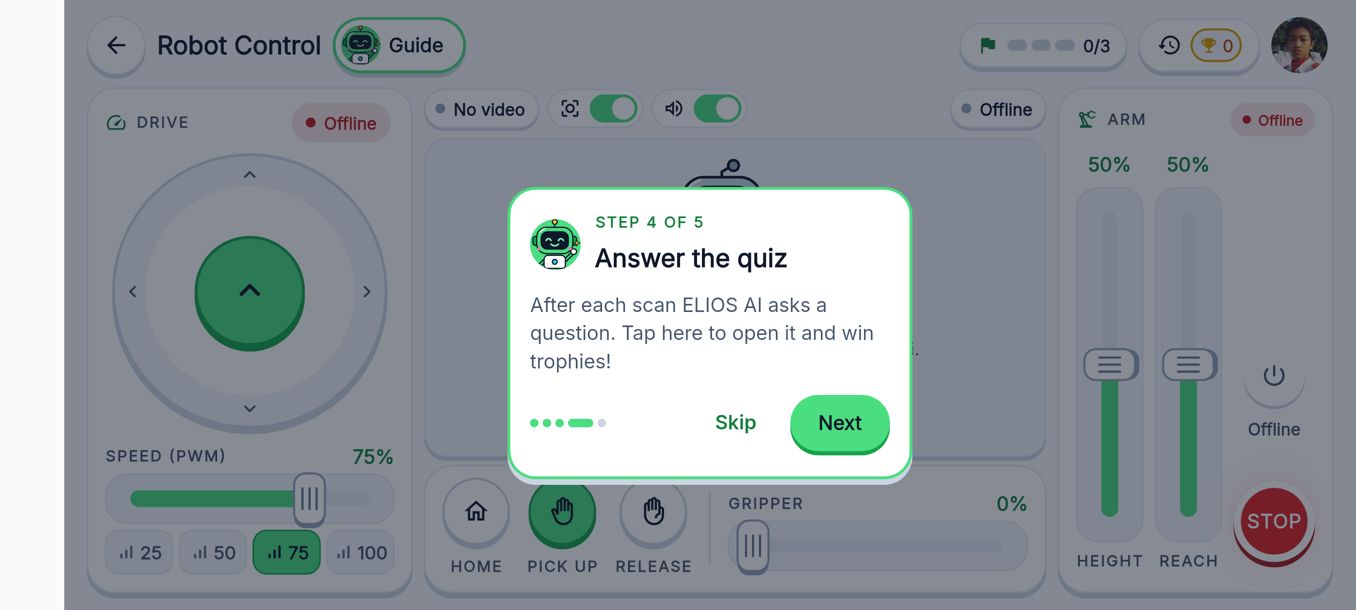 Robot Control
Guide
0/3
0
DRIVE
Offline
No video
Offline
ARM
Offline
50%
50%
STEP 4 OF 5
Answer the quiz
After each scan ELIOS AI asks a
question. Tap here to open it and win
trophies!
i.
Skip
Next
Offline
SPEED (PWM)
75%
25
50
75
100
HOME
PICK UP
RELEASE
GRIPPER
0%
STOP
HEIGHT
REACH